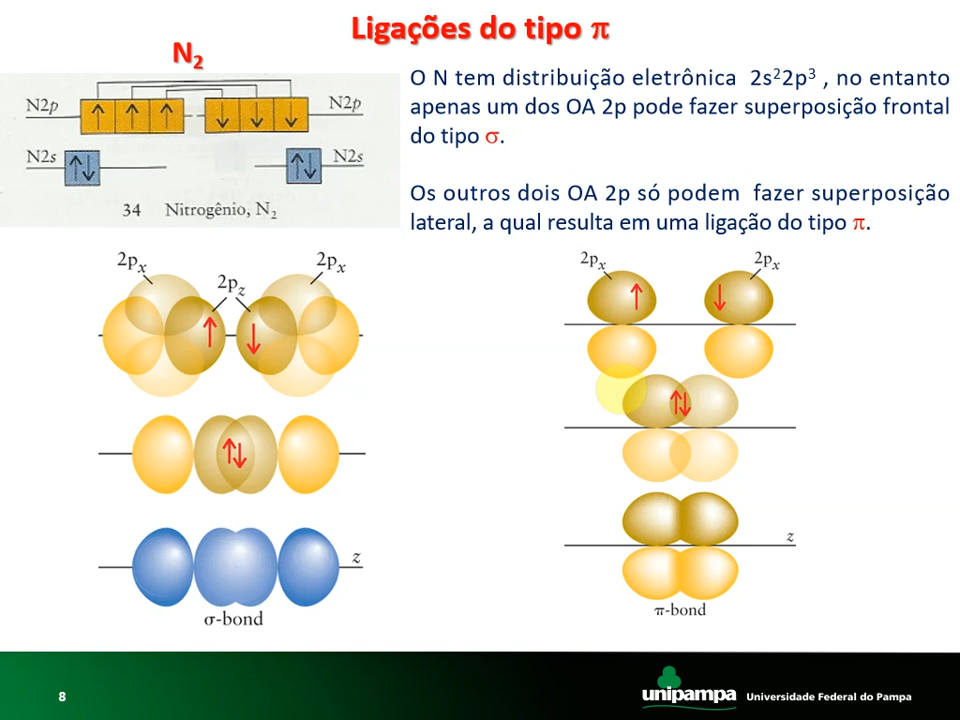 Ligações do tipo π
N₂
N2p
N2p
N2s
N2s
34 Nitrogênio, N₂
O N tem distribuição eletrônica 2s²2p³ , no entanto
apenas um dos OA 2p pode fazer superposição frontal
do tipo σ.
Os outros dois OA 2p só podem fazer superposição
lateral, a qual resulta em uma ligação do tipo π.
2pₓ
2pₓ
2p_z
z
σ-bond
2pₓ
2pₓ
z
π-bond
8
unipampa
Universidade Federal do Pampa